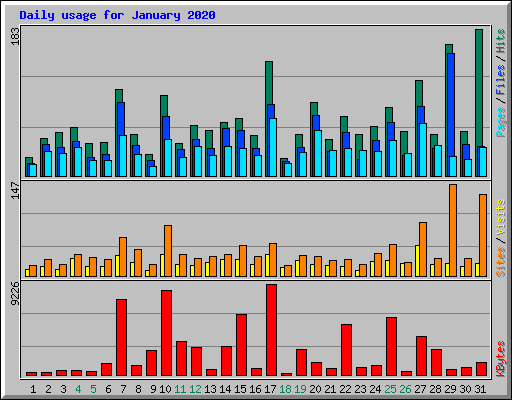 Daily usage for January 2020
183
Pages / Files / Hits
147
Sites / Visits
9226
KBytes
1 2 3 4 5 6 7 8 9 10 11 12 13 14 15 16 17 18 19 20 21 22 23 24 25 26 27 28 29 30 31